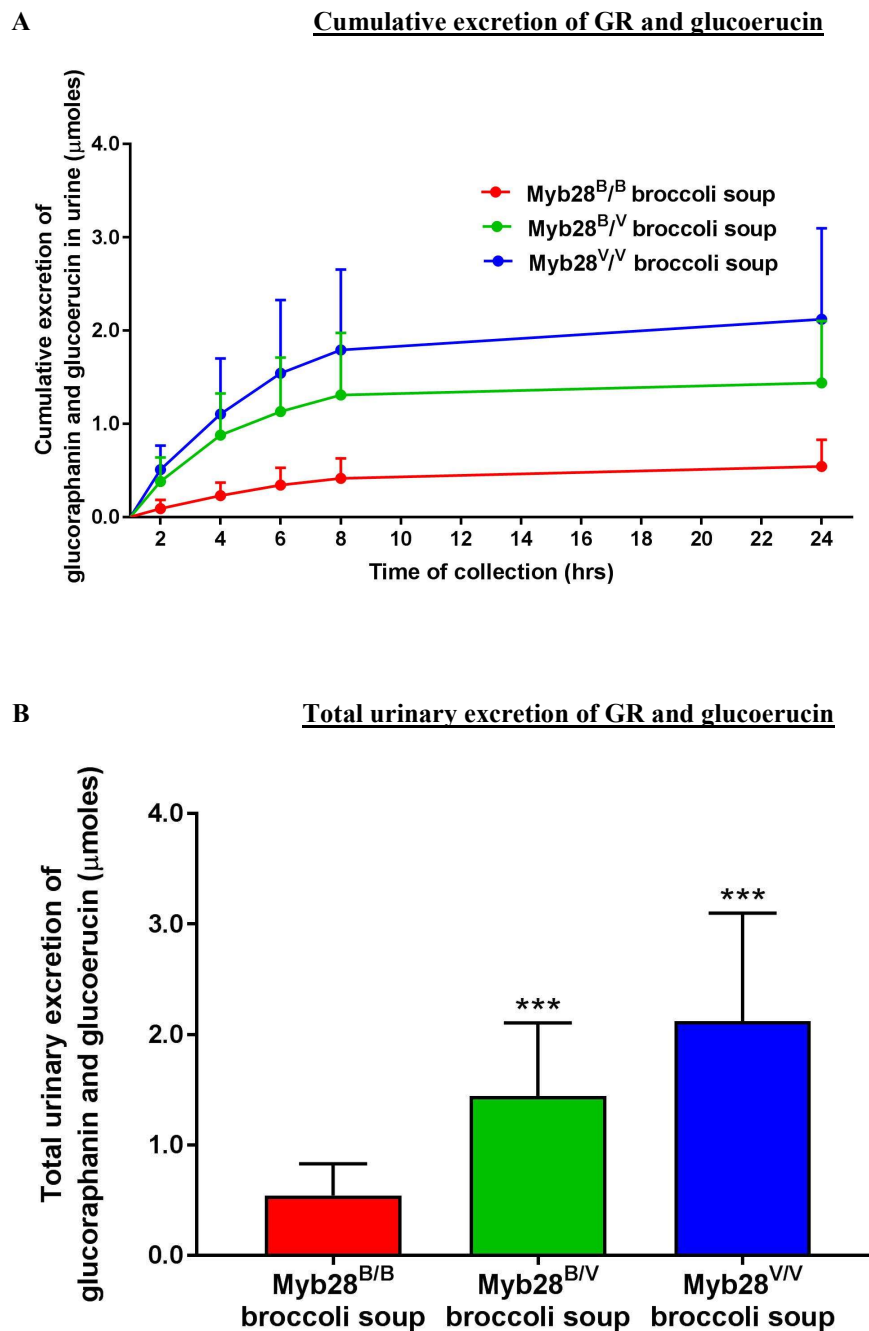 A
Cumulative excretion of GR and glucoerucin
Cumulative excretion of
glucoraphanin and glucoerucin in urine (μmoles)
4.0
3.0
2.0
1.0
0.0
Myb28B/B broccoli soup
Myb28B/V broccoli soup
Myb28V/V broccoli soup
2 4 6 8 10 12 14 16 18 20 22 24
Time of collection (hrs)
B
Total urinary excretion of GR and glucoerucin
Total urinary excretion of
glucoraphanin and glucoerucin (μmoles)
4.0
3.0
2.0
1.0
0.0
***
***
Myb28B/B
broccoli soup
Myb28B/V
broccoli soup
Myb28V/V
broccoli soup